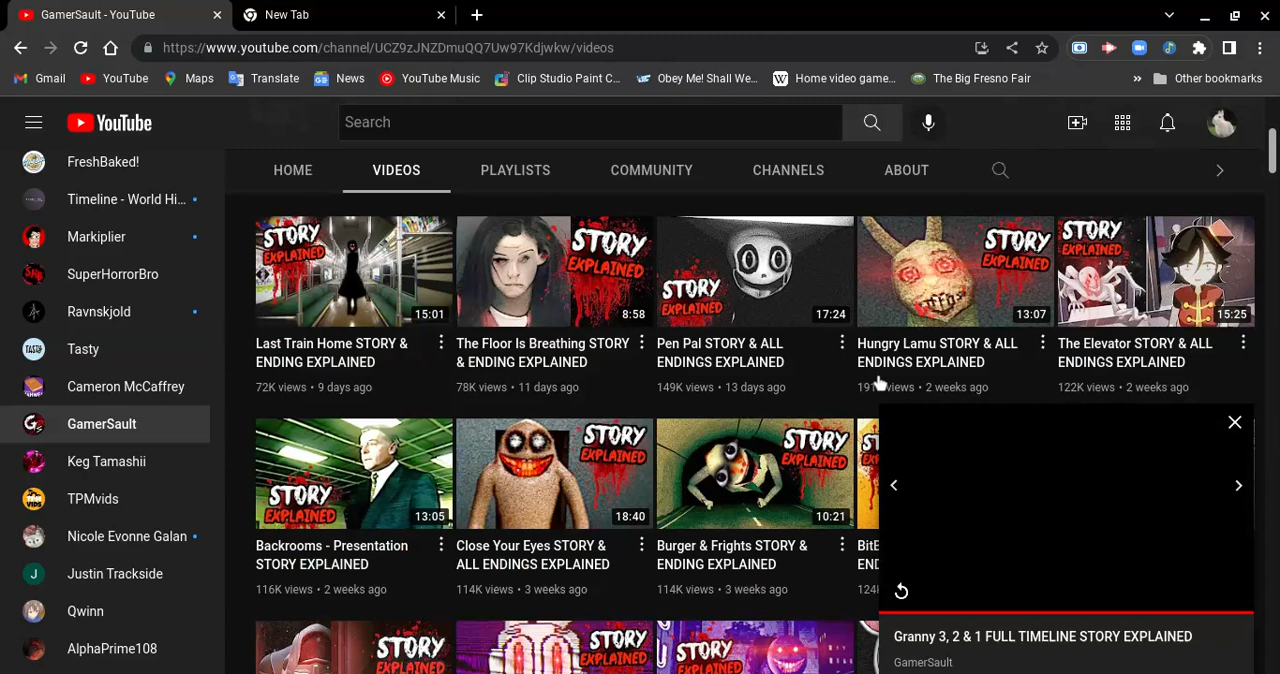 GamerSault - YouTube
New Tab
https://www.youtube.com/channel/UCZ9zJNZDmuQQ7Uw97Kdjwkw/videos
Gmail
YouTube
Maps
Translate
News
YouTube Music
Clip Studio Paint C...
Obey Me! Shall We...
Home video game...
The Big Fresno Fair
»
Other bookmarks
YouTube
Search
HOME
VIDEOS
PLAYLISTS
COMMUNITY
CHANNELS
ABOUT
FreshBaked!
Timeline - World Hi...
Markiplier
SuperHorrorBro
Ravnskjold
Tasty
Cameron McCaffrey
GamerSault
Keg Tamashii
TPMvids
Nicole Evonne Galan
Justin Trackside
Qwinn
AlphaPrime108
STORY
EXPLAINED
15:01
Last Train Home STORY &
ENDING EXPLAINED
72K views • 9 days ago
STORY
EXPLAINED
8:58
The Floor Is Breathing STORY
& ENDING EXPLAINED
78K views • 11 days ago
STORY
EXPLAINED
17:24
Pen Pal STORY & ALL
ENDINGS EXPLAINED
149K views • 13 days ago
STORY
EXPLAINED
13:07
Hungry Lamu STORY & ALL
ENDINGS EXPLAINED
views • 2 weeks ago
STORY
EXPLAINED
15:25
The Elevator STORY & ALL
ENDINGS EXPLAINED
122K views • 2 weeks ago
STORY
EXPLAINED
13:05
Backrooms - Presentation
STORY EXPLAINED
116K views • 2 weeks ago
STORY
EXPLAINED
18:40
Close Your Eyes STORY &
ALL ENDINGS EXPLAINED
114K views • 3 weeks ago
STORY
EXPLAINED
10:21
Burger & Frights STORY &
ENDING EXPLAINED
114K views • 3 weeks ago
STORY
EXPLAINED
STORY
EXPLAINED
STORY
EXPLAINED
Granny 3, 2 & 1 FULL TIMELINE STORY EXPLAINED
GamerSault